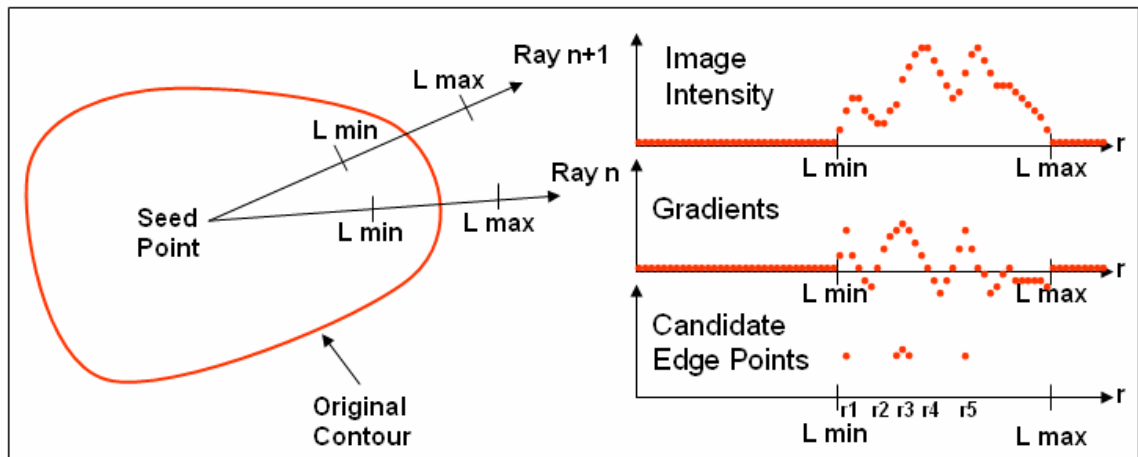 Ray n+1
L max
L min
Ray n
Seed
Point
L min
L max
Original
Contour
Image
Intensity
L min
L max
r
Gradients
L min
L max
r
Candidate
Edge Points
r1 r2 r3 r4 r5
r
L min
L max